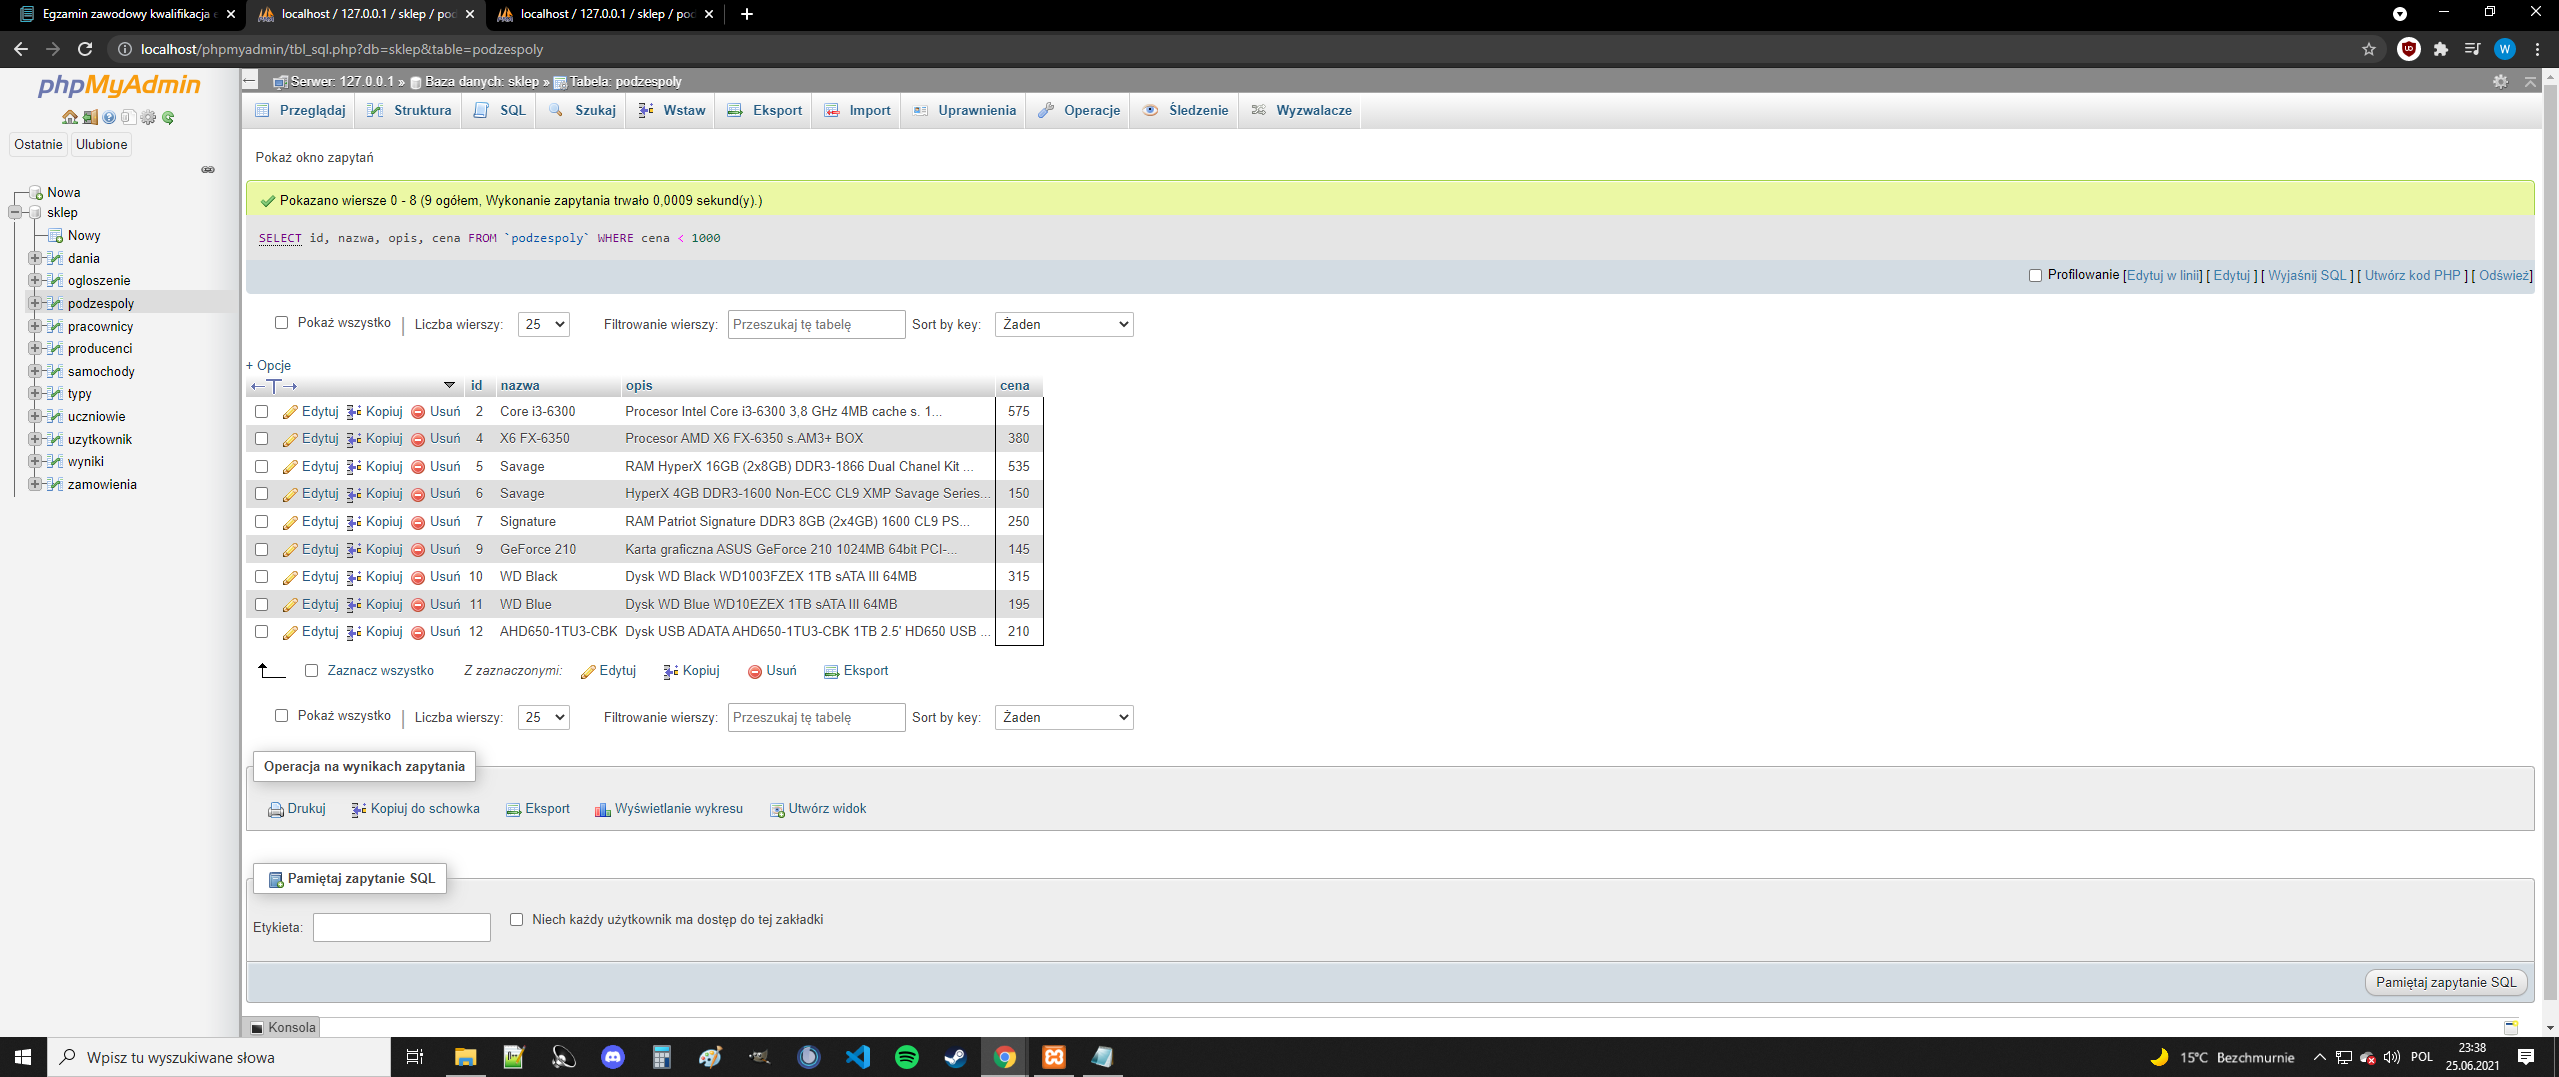 Egzamin zawodowy kwalifikacja e
localhost / 127.0.0.1 / sklep / pod
localhost / 127.0.0.1 / sklep / pod
localhost/phpmyadmin/tbl_sql.php?db=sklep&table=podzespoly
W
phpMyAdmin
Ostatnie Ulubione
Nowa
sklep
Nowy
dania
ogloszenie
podzespoly
pracownicy
producenci
samochody
typy
uczniowie
uzytkownik
wyniki
zamowienia
Serwer: 127.0.0.1 » Baza danych: sklep » Tabela: podzespoly
Przeglądaj Struktura SQL Szukaj Wstaw Eksport Import Uprawnienia Operacje Śledzenie Wyzwalacze
Pokaż okno zapytań
Pokazano wiersze 0 - 8 (9 ogółem, Wykonanie zapytania trwało 0,0009 sekund(y).)
SELECT id, nazwa, opis, cena FROM `podzespoly` WHERE cena < 1000
Profilowanie [Edytuj w linii] [ Edytuj ] [ Wyjaśnij SQL ] [ Utwórz kod PHP ] [ Odśwież]
Pokaż wszystko | Liczba wierszy: 25 Filtrowanie wierszy: Przeszukaj tę tabelę Sort by key: Żaden
+ Opcje
←T→ id nazwa opis cena
Edytuj Kopiuj Usuń 2 Core i3-6300 Procesor Intel Core i3-6300 3,8 GHz 4MB cache s. 1... 575
Edytuj Kopiuj Usuń 4 X6 FX-6350 Procesor AMD X6 FX-6350 s.AM3+ BOX 380
Edytuj Kopiuj Usuń 5 Savage RAM HyperX 16GB (2x8GB) DDR3-1866 Dual Chanel Kit ... 535
Edytuj Kopiuj Usuń 6 Savage HyperX 4GB DDR3-1600 Non-ECC CL9 XMP Savage Series... 150
Edytuj Kopiuj Usuń 7 Signature RAM Patriot Signature DDR3 8GB (2x4GB) 1600 CL9 PS... 250
Edytuj Kopiuj Usuń 9 GeForce 210 Karta graficzna ASUS GeForce 210 1024MB 64bit PCI-... 145
Edytuj Kopiuj Usuń 10 WD Black Dysk WD Black WD1003FZEX 1TB sATA III 64MB 315
Edytuj Kopiuj Usuń 11 WD Blue Dysk WD Blue WD10EZEX 1TB sATA III 64MB 195
Edytuj Kopiuj Usuń 12 AHD650-1TU3-CBK Dysk USB ADATA AHD650-1TU3-CBK 1TB 2.5' HD650 USB ... 210
Zaznacz wszystko Z zaznaczonymi: Edytuj Kopiuj Usuń Eksport
Pokaż wszystko | Liczba wierszy: 25 Filtrowanie wierszy: Przeszukaj tę tabelę Sort by key: Żaden
Operacja na wynikach zapytania
Drukuj Kopiuj do schowka Eksport Wyświetlanie wykresu Utwórz widok
Pamiętaj zapytanie SQL
Etykieta: Niech każdy użytkownik ma dostęp do tej zakładki
Pamiętaj zapytanie SQL
Konsola
Wpisz tu wyszukiwane słowa
15°C Bezchmurnie
POL
23:38
25.06.2021